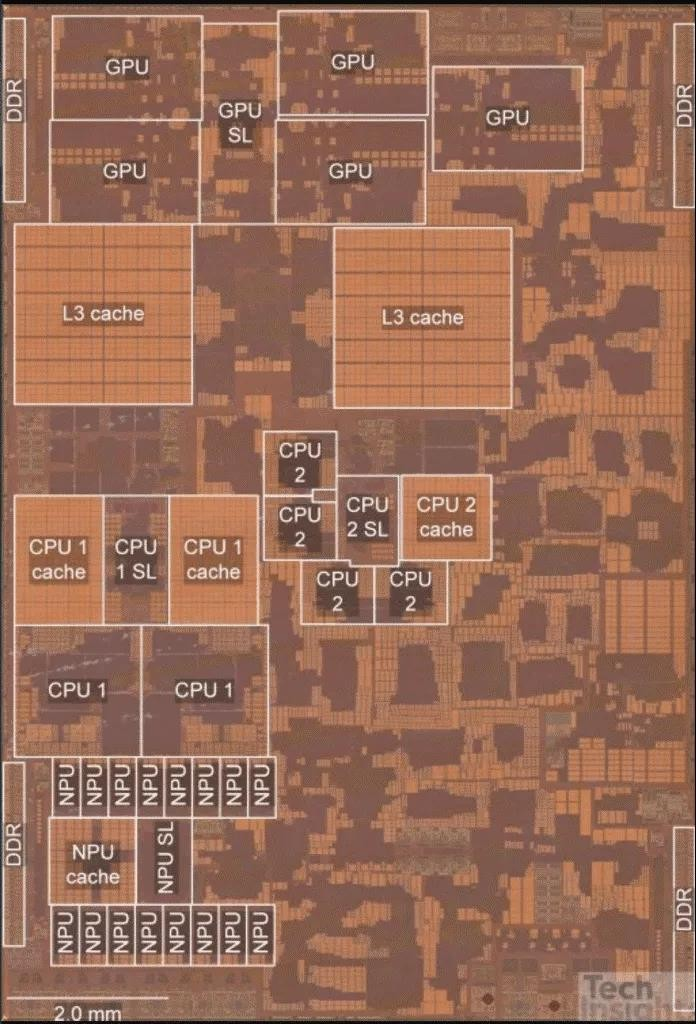 DDR
GPU
GPU
SL
GPU
GPU
DDR
GPU
GPU
L3 cache
L3 cache
CPU
2
CPU
2
CPU
2 SL
CPU 2
cache
CPU 1
cache
CPU
1 SL
CPU 1
cache
CPU
2
CPU
2
CPU 1
CPU 1
NPU
NPU
NPU
NPU
NPU
NPU
NPU
NPU
DDR
NPU
cache
NPU SL
DDR
NPU
NPU
NPU
NPU
NPU
NPU
NPU
NPU
2.0 mm
Tech
Insights